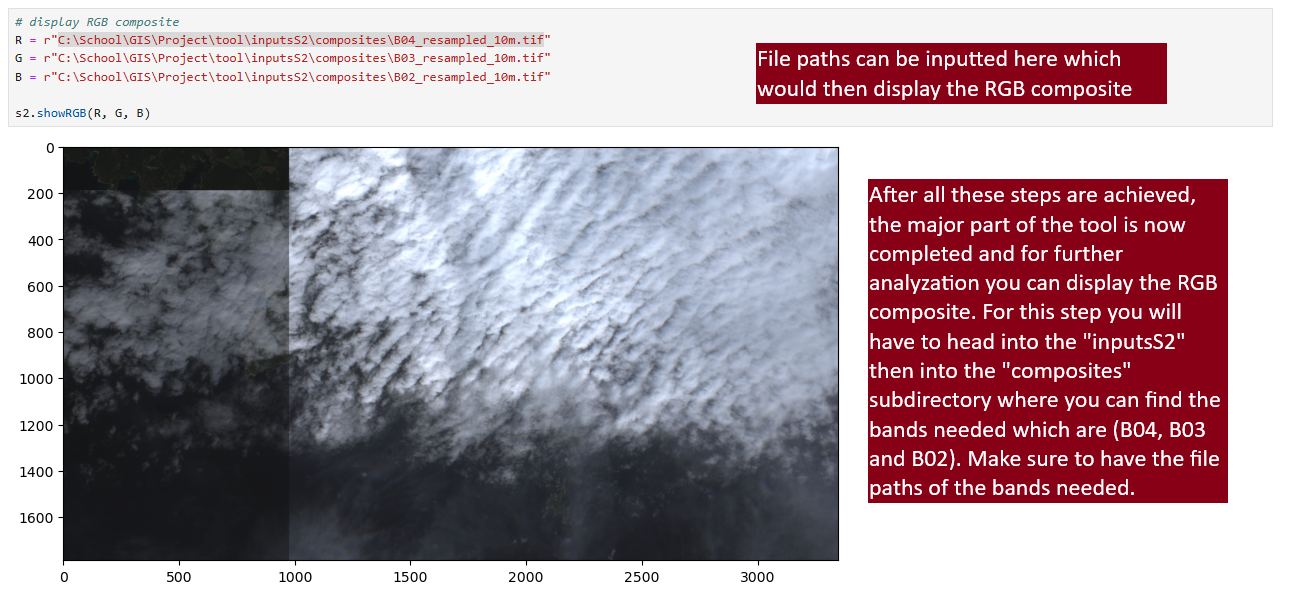 # display RGB composite
R = r"C:\School\GIS\Project\tool\inputsS2\composites\B04_resampled_10m.tif"
G = r"C:\School\GIS\Project\tool\inputsS2\composites\B03_resampled_10m.tif"
B = r"C:\School\GIS\Project\tool\inputsS2\composites\B02_resampled_10m.tif"
s2.showRGB(R, G, B)
File paths can be inputted here which
would then display the RGB composite
0
200
400
600
800
1000
1200
1400
1600
0 500 1000 1500 2000 2500 3000
After all these steps are achieved,
the major part of the tool is now
completed and for further
analyzation you can display the RGB
composite. For this step you will
have to head into the "inputsS2"
then into the "composites"
subdirectory where you can find the
bands needed which are (B04, B03
and B02). Make sure to have the file
paths of the bands needed.